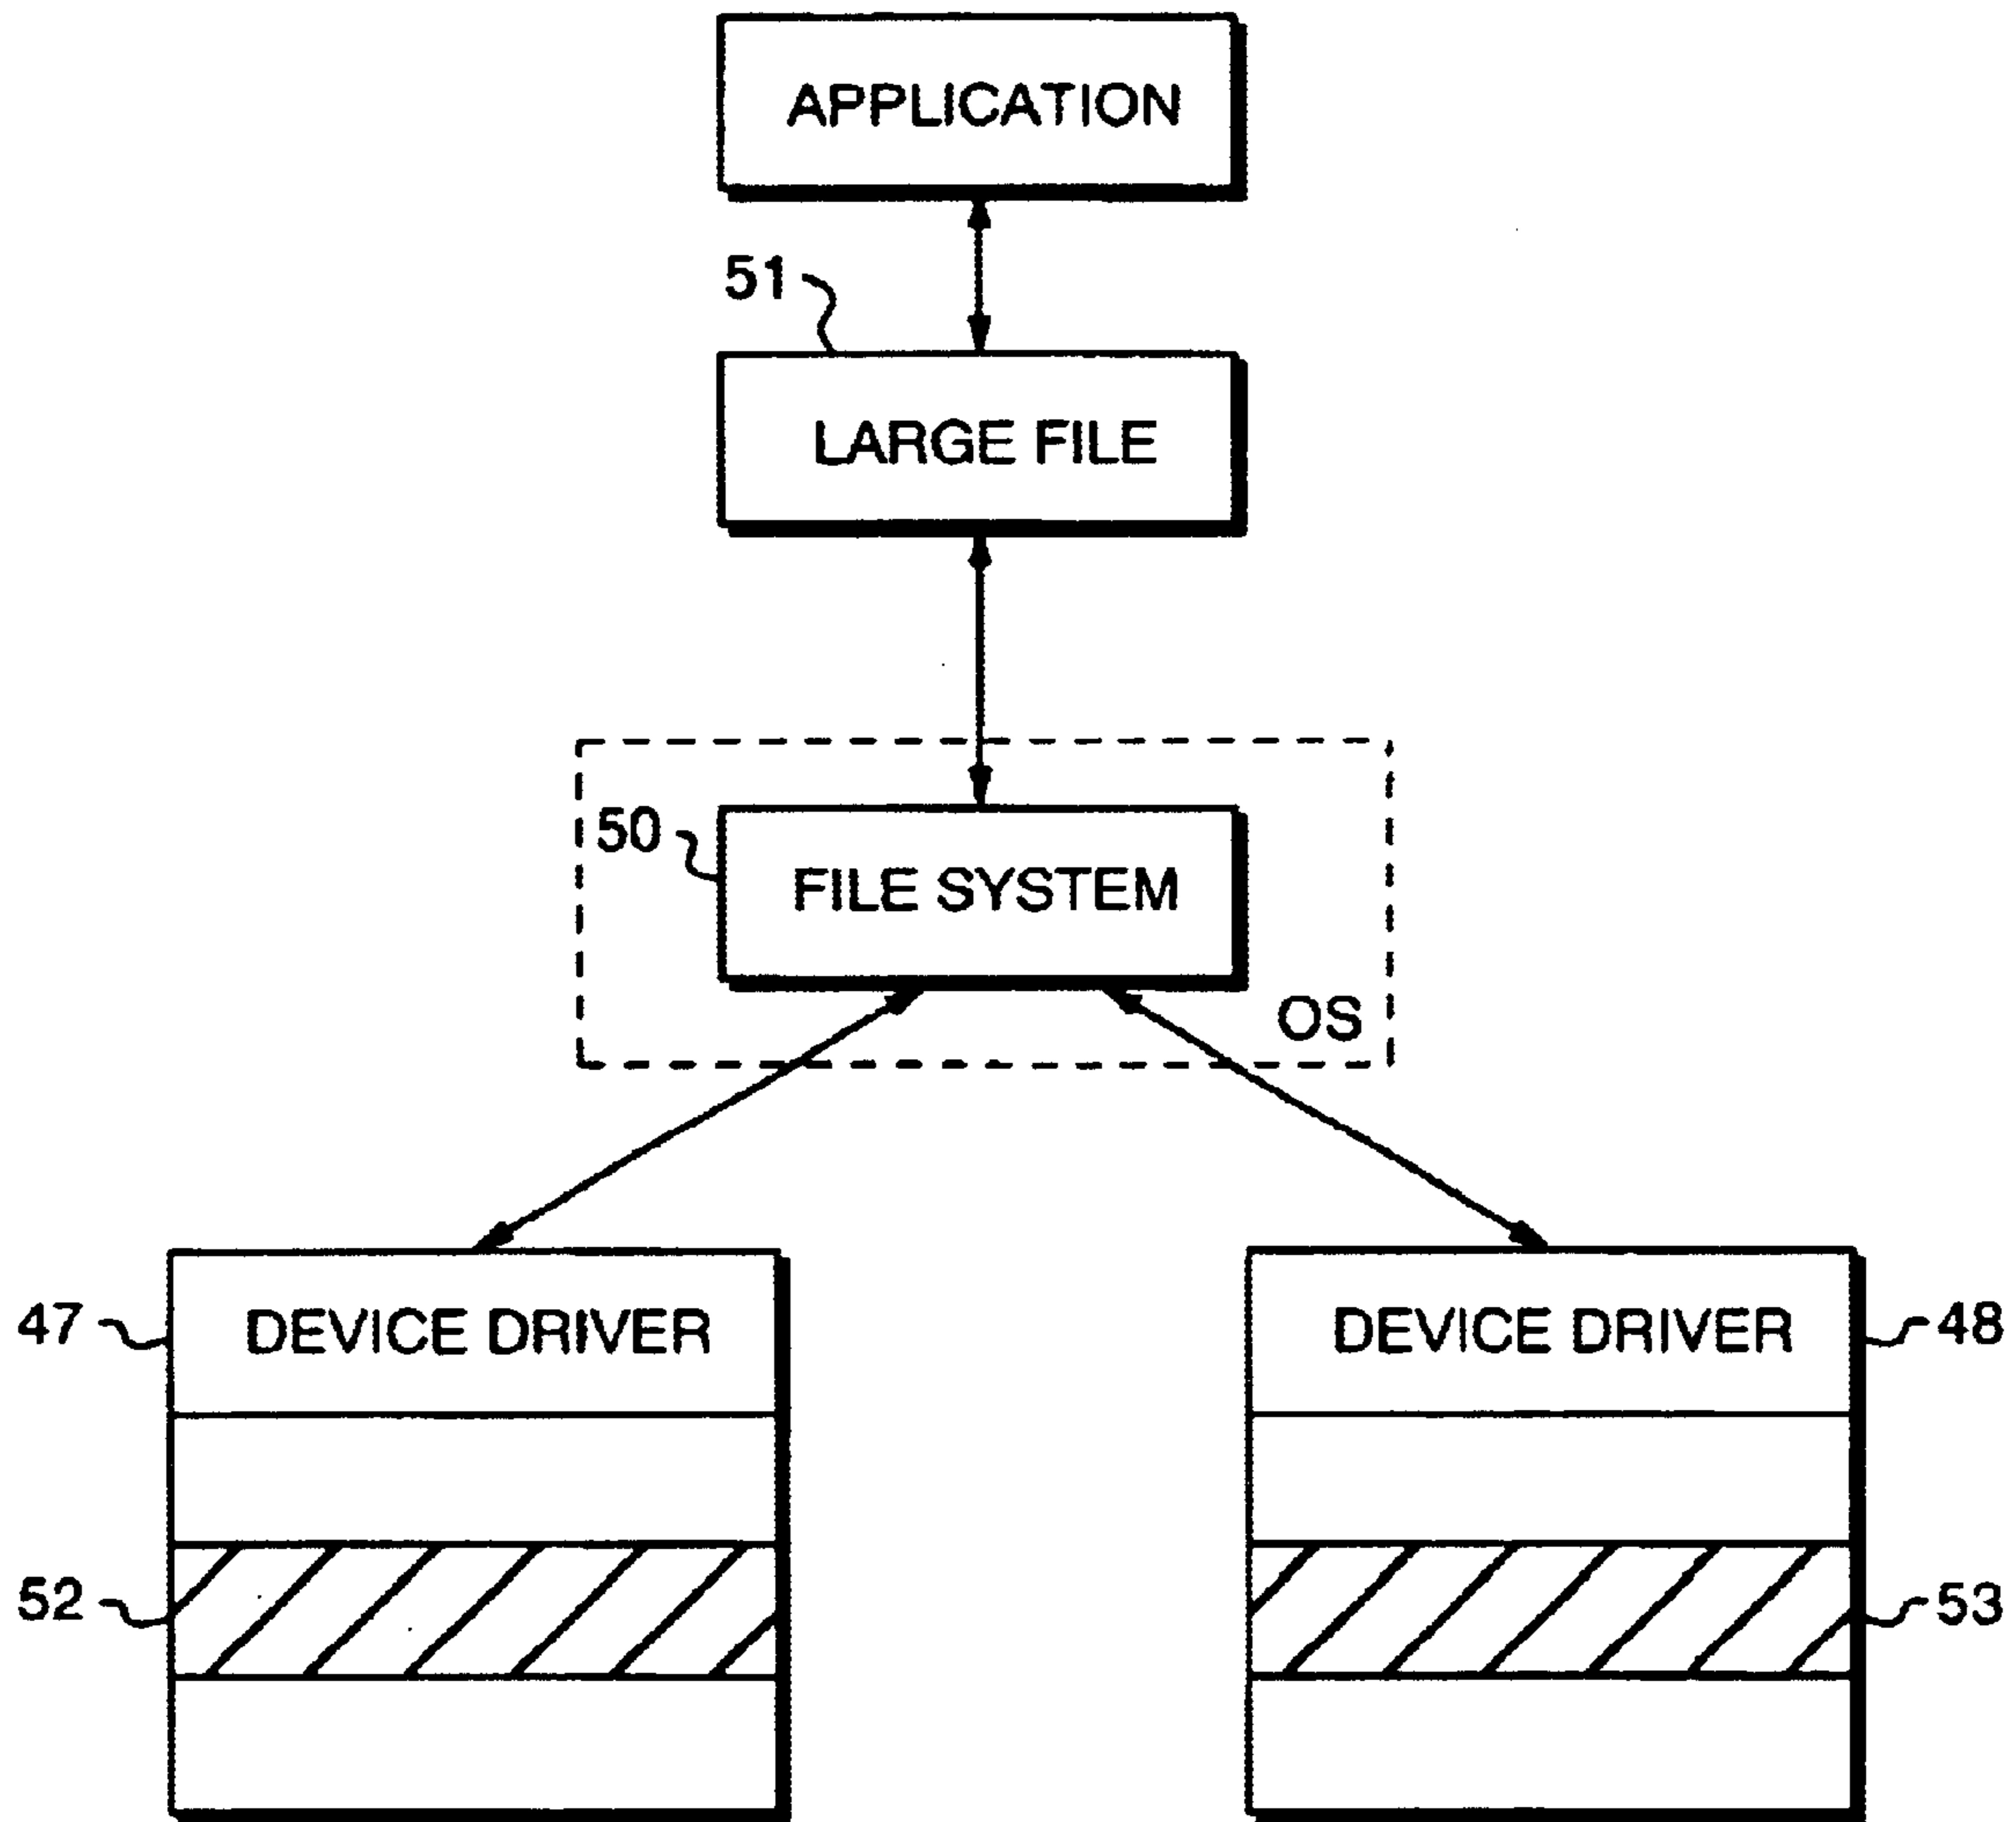 APPLICATION
51
LARGE FILE
50
FILE SYSTEM
OS
47
DEVICE DRIVER
DEVICE DRIVER
48
52
53